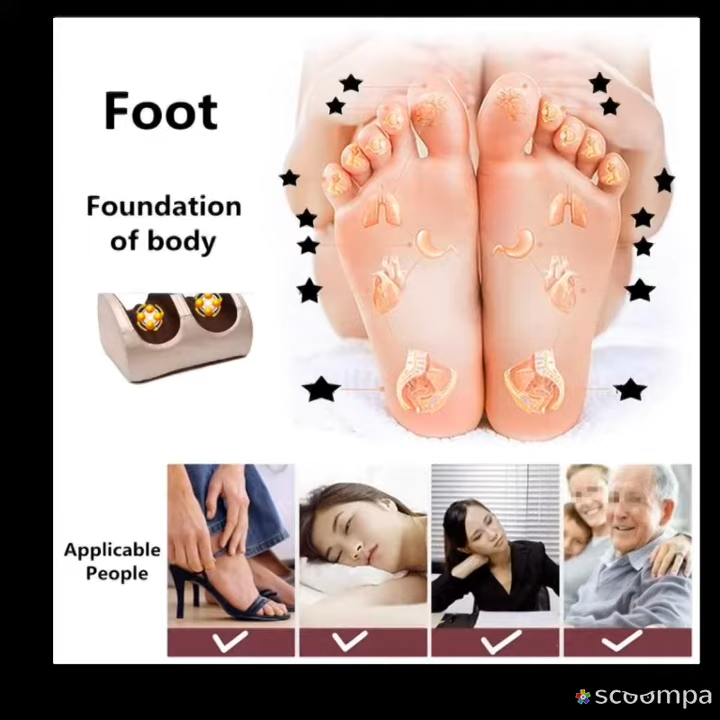 Foot
Foundation
of body
Applicable
People
scoompa